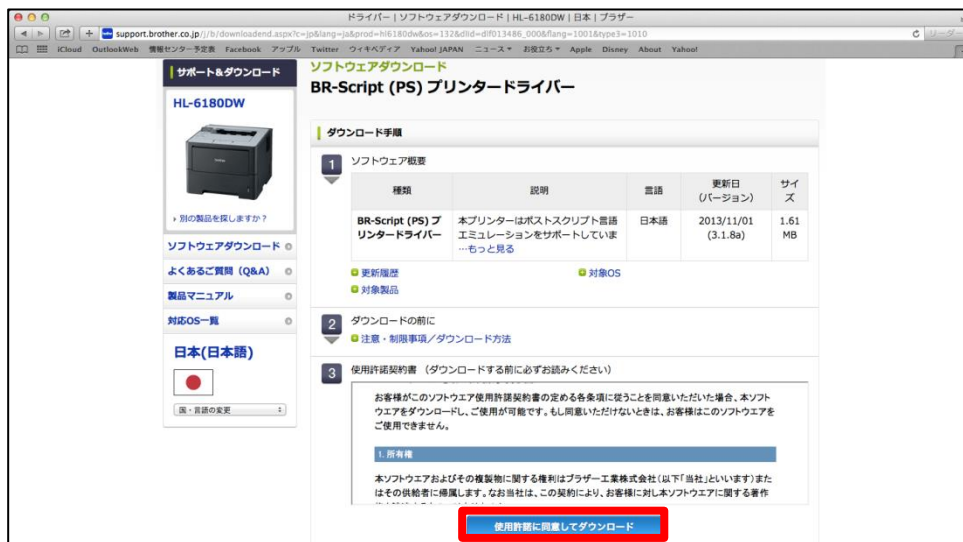 ドライバー | ソフトウェアダウンロード | HL-6180DW | 日本 | ブラザー
support.brother.co.jp/j/b/downloadend.aspx?c=jp&lang=ja&prod=hl6180dw&os=132&dlid=dlf013486_000&flang=1001&type3=1010
リーダー
iCloud OutlookWeb 情報センター予定表 Facebook アップル Twitter ウィキペディア Yahoo! JAPAN ニュース お役立ち Apple Disney About Yahoo!
サポート&ダウンロード
HL-6180DW
brother
別の製品を探しますか？
ソフトウェアダウンロード
よくあるご質問（Q&A）
製品マニュアル
対応OS一覧
日本(日本語)
国・言語の変更
ソフトウェアダウンロード
BR-Script (PS) プリンタードライバー
ダウンロード手順
1 ソフトウェア概要
種類 説明 言語 更新日（バージョン） サイズ
BR-Script (PS) プリンタードライバー
本プリンターはポストスクリプト言語
エミュレーションをサポートしていま
…もっと見る
日本語
2013/11/01
(3.1.8a)
1.61
MB
更新履歴 対象OS
対象製品
2 ダウンロードの前に
注意・制限事項／ダウンロード方法
3 使用許諾契約書 （ダウンロードする前に必ずお読みください）
お客様がこのソフトウエア使用許諾契約書の定める各条項に従うことを同意いただいた場合、本ソフト
ウエアをダウンロードし、ご使用が可能です。もし同意いただけないときは、お客様はこのソフトウエアを
ご使用できません。
1. 所有権
本ソフトウエアおよびその複製物に関する権利はブラザー工業株式会社（以下「当社」といいます）また
はその供給者に帰属します。なお当社は、この契約により、お客様に対し本ソフトウエアに関する著作
使用許諾に同意してダウンロード